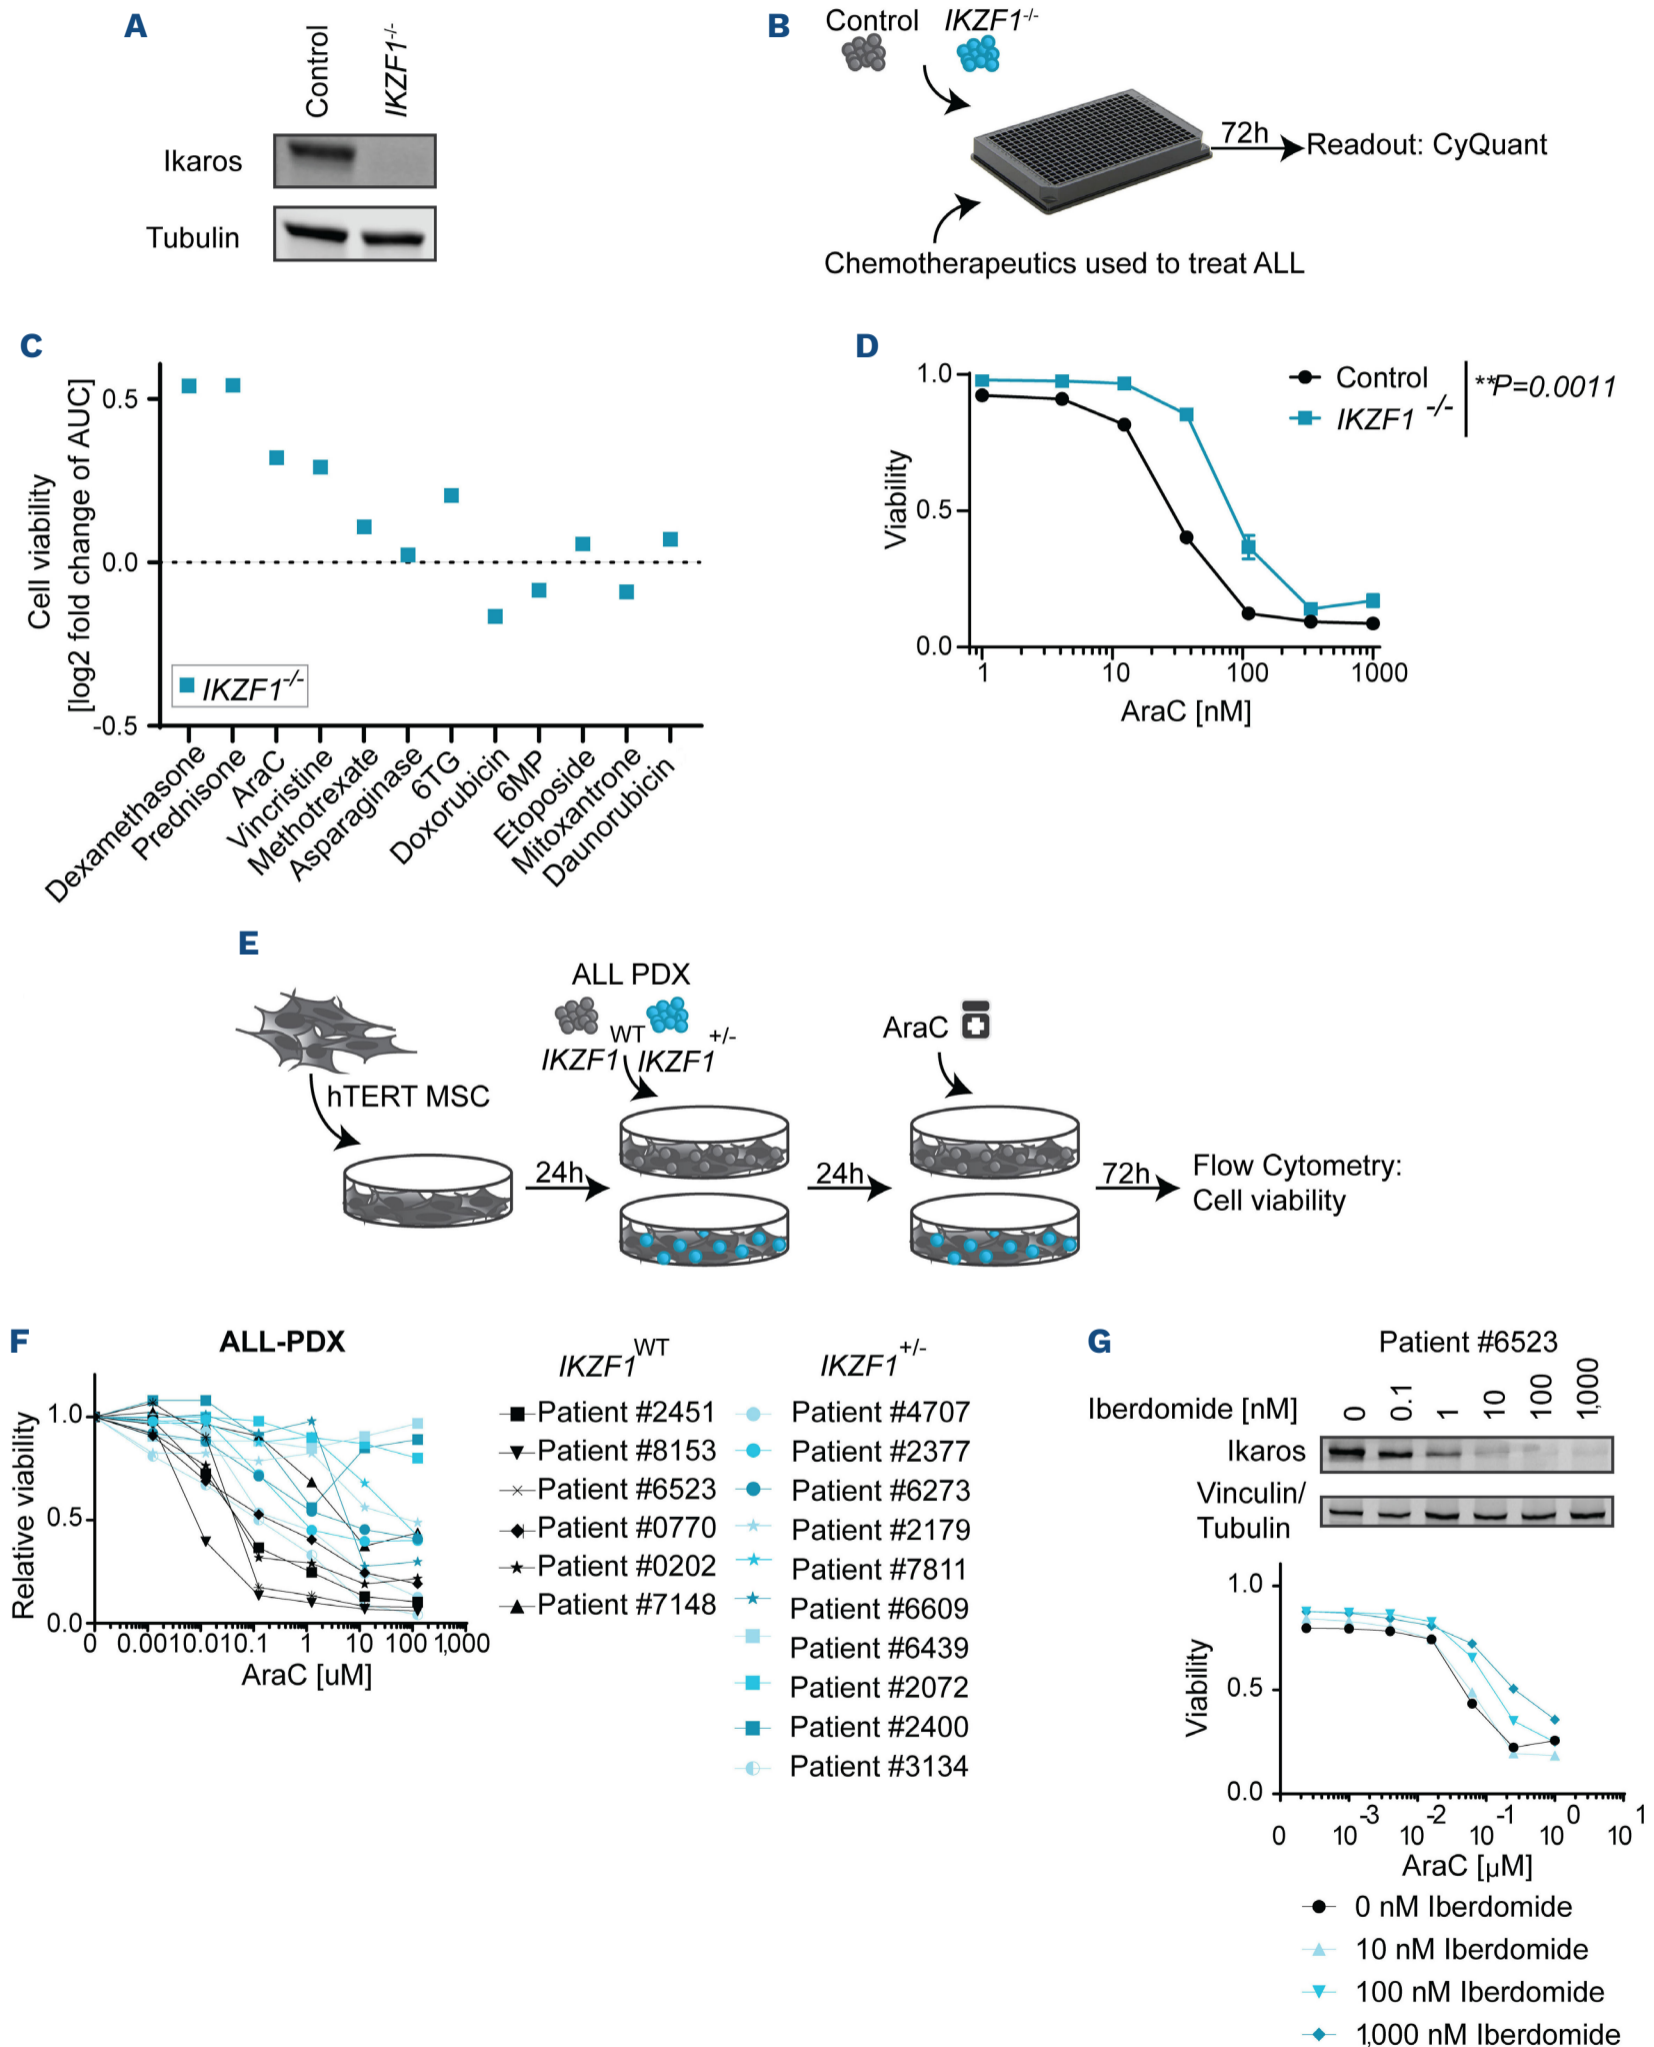 A
Control
IKZF1-/-
Ikaros
Tubulin
B
Control IKZF1-/-
72h
Readout: CyQuant
Chemotherapeutics used to treat ALL
C
Cell viability
[log2 fold change of AUC]
0.5
0.0
-0.5
IKZF1-/-
Dexamethasone
Prednisone
AraC
Vincristine
Methotrexate
Asparaginase
6TG
Doxorubicin
6MP
Etoposide
Mitoxantrone
Daunorubicin
D
Viability
1.0
0.5
0.0
1 10 100 1000
AraC [nM]
Control
IKZF1 -/-
**P=0.0011
E
hTERT MSC
ALL PDX
IKZF1 WT IKZF1 +/-
AraC
24h
24h
72h
Flow Cytometry:
Cell viability
F
ALL-PDX
Relative viability
1.0
0.5
0.0
0 0.001 0.01 0.1 1 10 100 1,000
AraC [uM]
IKZF1WT
Patient #2451
Patient #8153
Patient #6523
Patient #0770
Patient #0202
Patient #7148
IKZF1+/-
Patient #4707
Patient #2377
Patient #6273
Patient #2179
Patient #7811
Patient #6609
Patient #6439
Patient #2072
Patient #2400
Patient #3134
G
Patient #6523
Iberdomide [nM] 0 0.1 1 10 100 1,000
Ikaros
Vinculin/
Tubulin
Viability
1.0
0.5
0.0
0 10-3 10-2 10-1 100 101
AraC [µM]
0 nM Iberdomide
10 nM Iberdomide
100 nM Iberdomide
1,000 nM Iberdomide